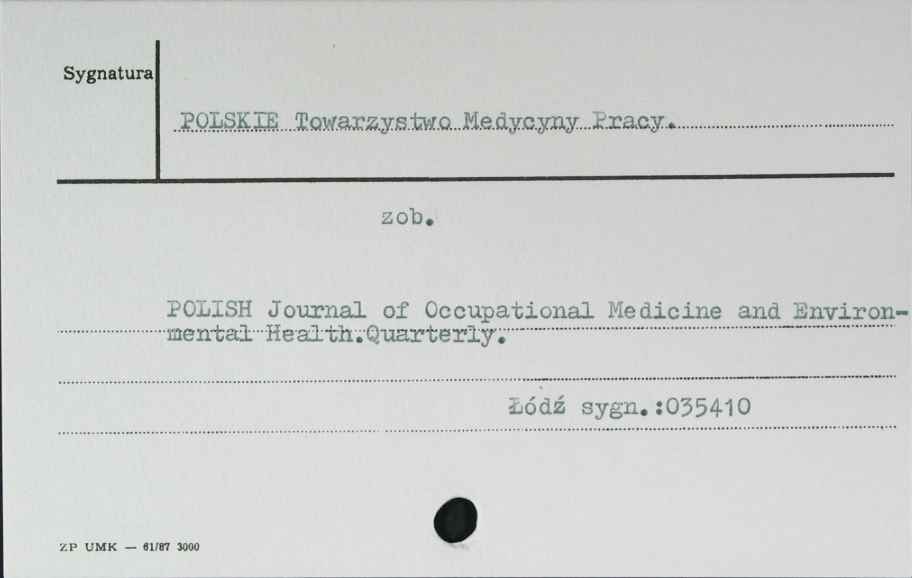 Sygnatura
POLSKIE Towarzystwo Medycyny Pracy.
zob.
POLISH Journal of Occupational Medicine and Environ-
mental Health.Quarterly.
Łódź sygn.:035410
ZP UMK — 61/87 3000